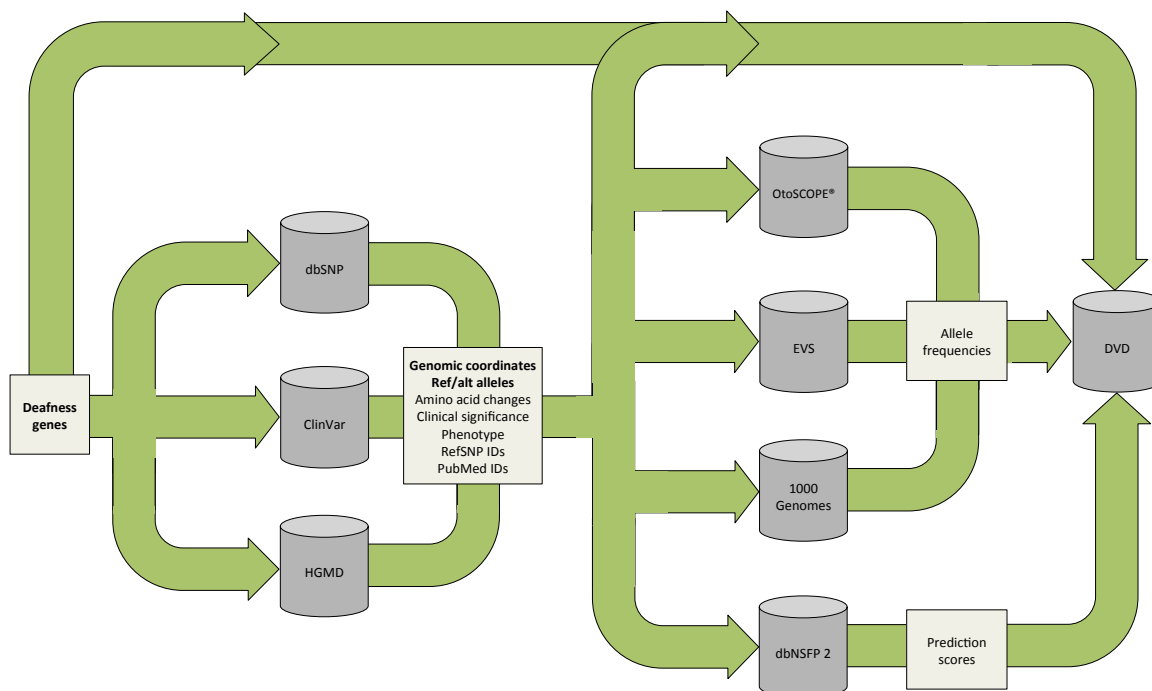 Deafness
genes
dbSNP
ClinVar
HGMD
Genomic coordinates
Ref/alt alleles
Amino acid changes
Clinical significance
Phenotype
RefSNP IDs
PubMed IDs
OtoSCOPE®
EVS
1000
Genomes
dbNSFP 2
Allele
frequencies
Prediction
scores
DVD